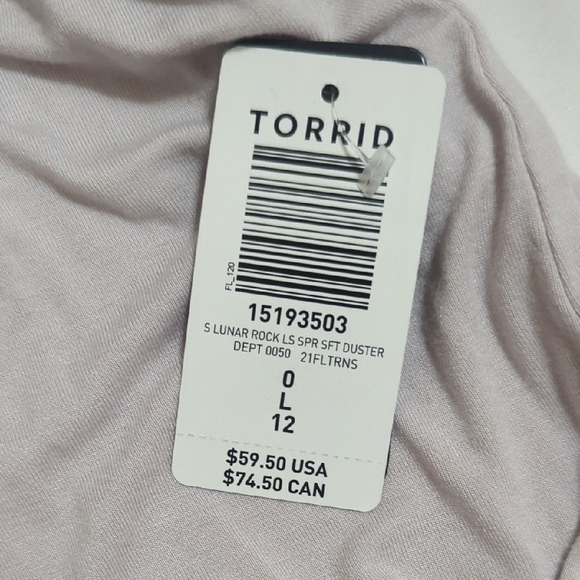 TORRID
FL_120
15193503
S LUNAR ROCK LS SPR SFT DUSTER
DEPT 0050 21FLTRNS
0
L
12
$59.50 USA
$74.50 CAN